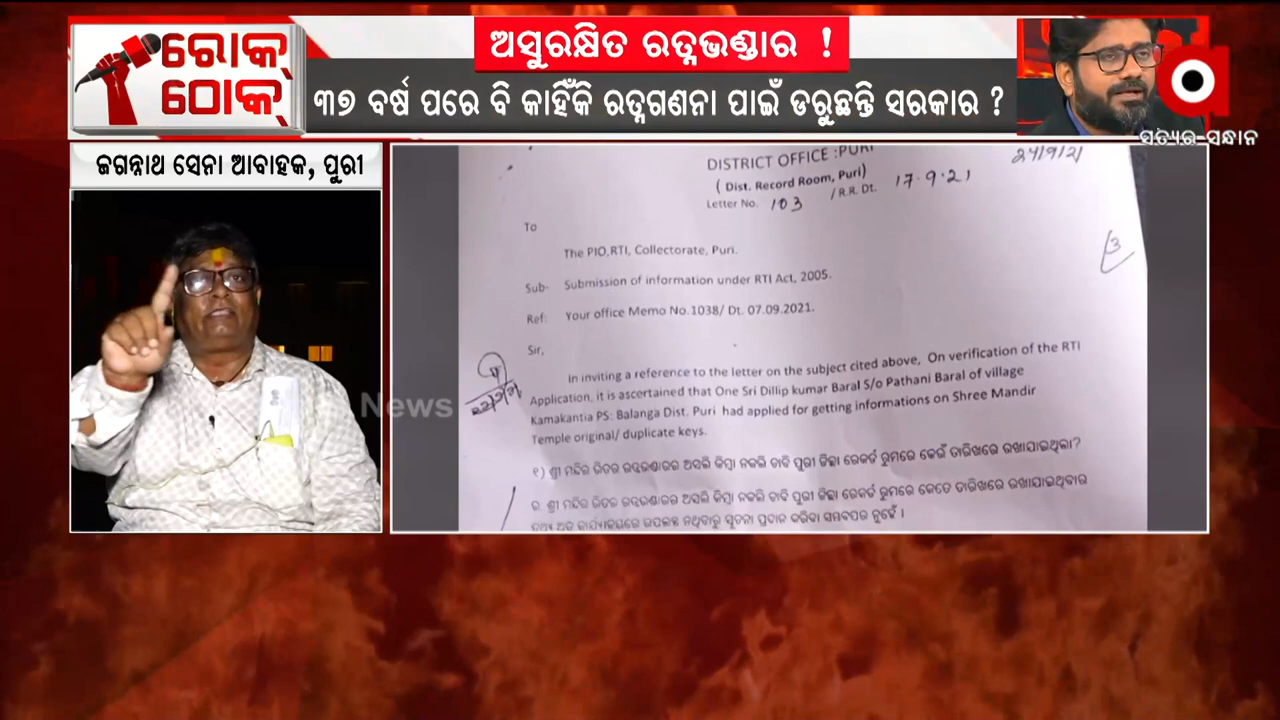 ରୋକ୍
ଠୋକ୍
ଅସୁରକ୍ଷିତ ରତ୍ନଭଣ୍ଡାର !
୩୭ ବର୍ଷ ପରେ ବି କାହିଁକି ରତ୍ନଗଣନା ପାଇଁ ଡରୁଛନ୍ତି ସରକାର ?
ସତ୍ୟର ସନ୍ଧାନ
ଜଗନ୍ନାଥ ସେନା ଆବାହକ, ପୁରୀ
News
DISTRICT OFFICE :PURI
( Dist. Record Room, Puri)
Letter No. 103 /R.R. Dt. 17.9.21
To
The PIO,RTI, Collectorate, Puri.
Sub- Submission of information under RTI Act, 2005.
Ref: Your office Memo No.1038/ Dt. 07.09.2021.
Sir,
In inviting a reference to the letter on the subject cited above, On verification of the RTI
Application, it is ascertained that One Sri Dillip kumar Baral S/o Pathani Baral of village
Kamakantia PS: Balanga Dist. Puri had applied for getting informations on Shree Mandir
Temple original/ duplicate keys.
୧) ଶ୍ରୀ ମନ୍ଦିର ଭିତର ରତ୍ନଭଣ୍ଡାରର ଅସଲି କିମ୍ବା ନକଲି ଚାବି ପୁରୀ ଜିଲ୍ଲା ରେକର୍ଡ ରୁମରେ କେଉଁ ତାରିଖରେ ରଖାଯାଇଥିଲା?
ଉ. ଶ୍ରୀ ମନ୍ଦିର ଭିତର ରତ୍ନଭଣ୍ଡାରର ଅସଲି କିମ୍ବା ନକଲି ଚାବି ପୁରୀ ଜିଲ୍ଲା ରେକର୍ଡ ରୁମରେ କେତେ ତାରିଖରେ ରଖାଯାଇଥିବାର
ତଥ୍ୟ ଅତ୍ର କାର୍ଯ୍ୟାଳୟରେ ଉପଲବ୍ଧ ନଥିବାରୁ ସୂଚନା ପ୍ରଦାନ କରିବା ସମ୍ଭବପର ନୁହେଁ ।